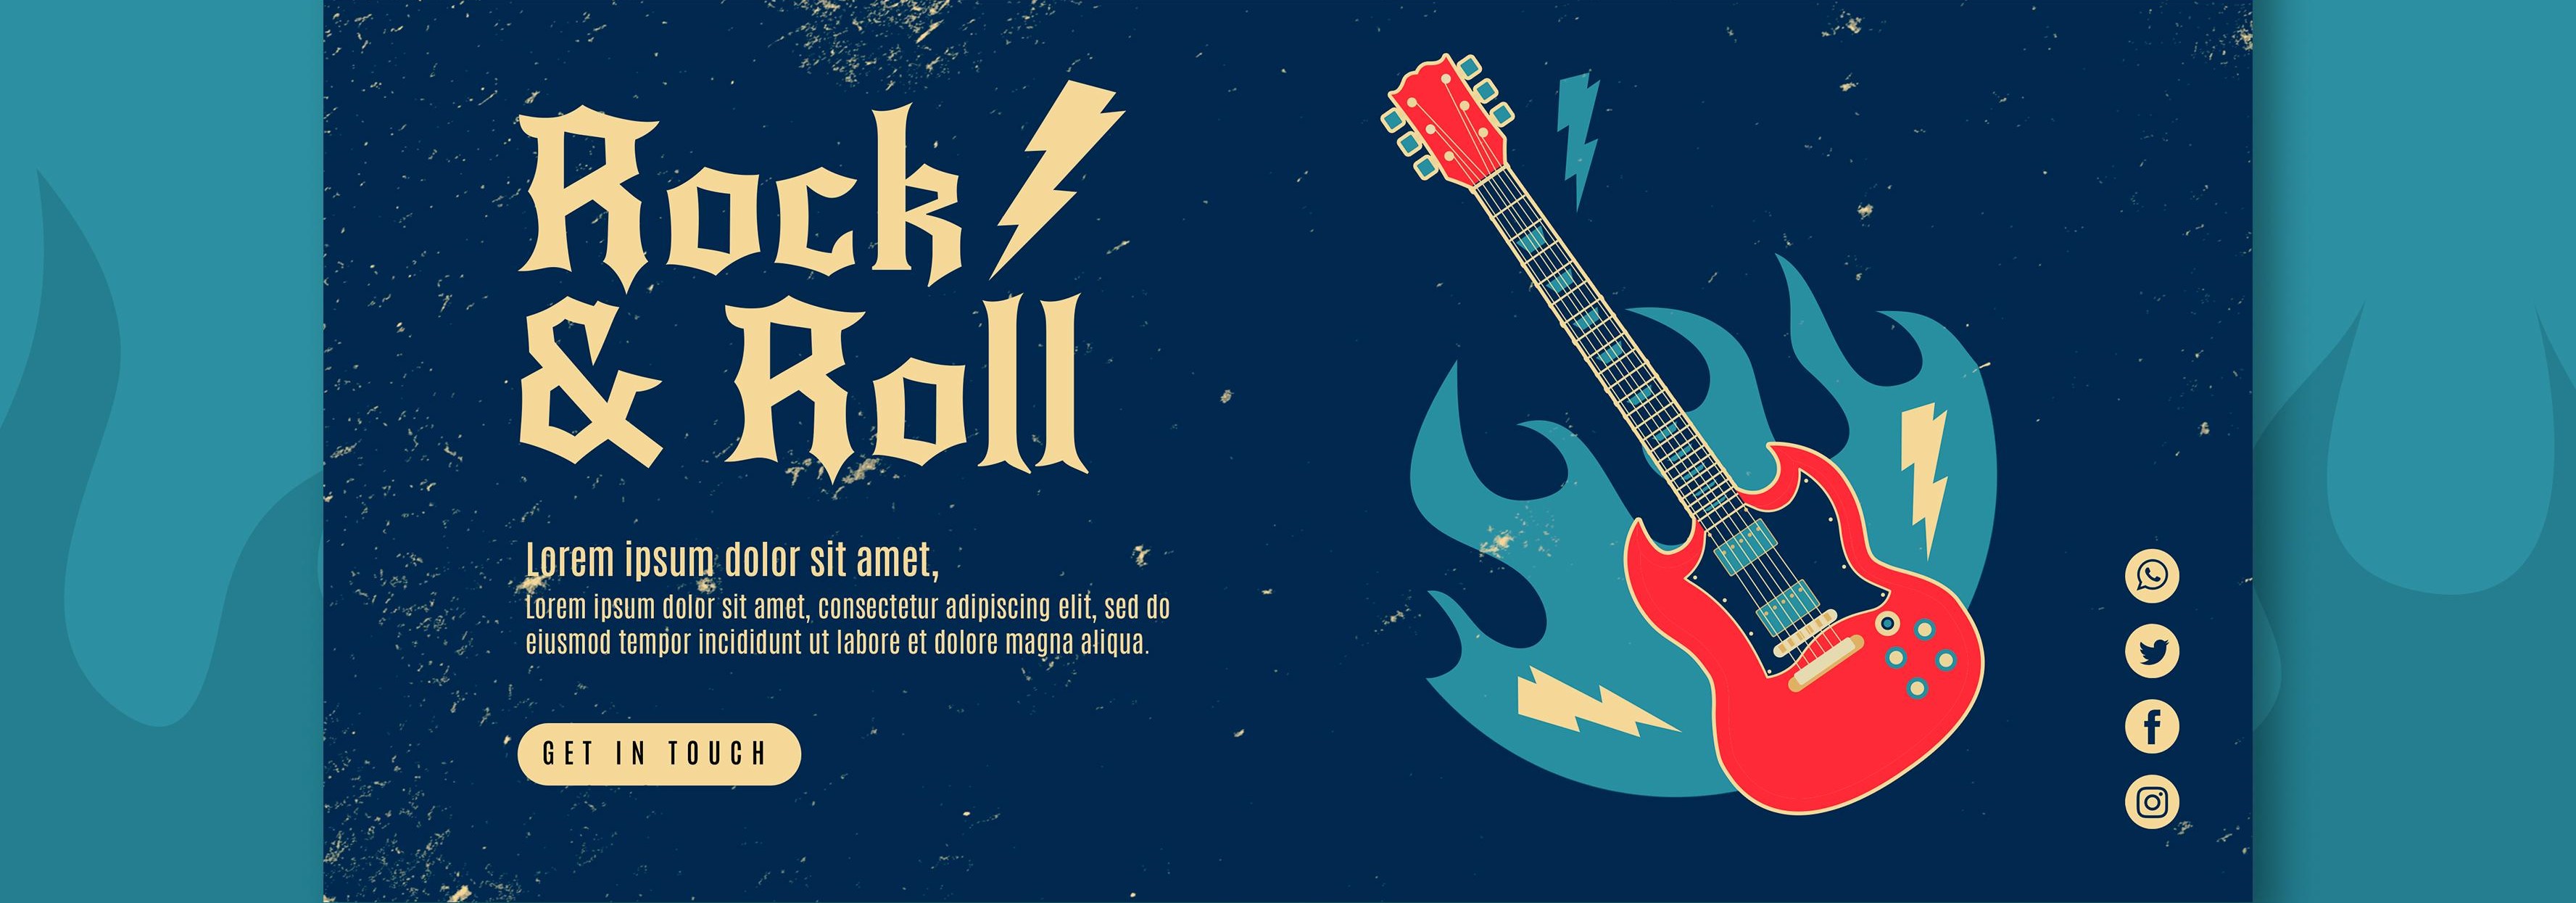 Rock
& Roll
Lorem ipsum dolor sit amet,
Lorem ipsum dolor sit amet, consectetur adipiscing elit, sed do
eiusmod tempor incididunt ut labore et dolore magna aliqua.
GET IN TOUCH